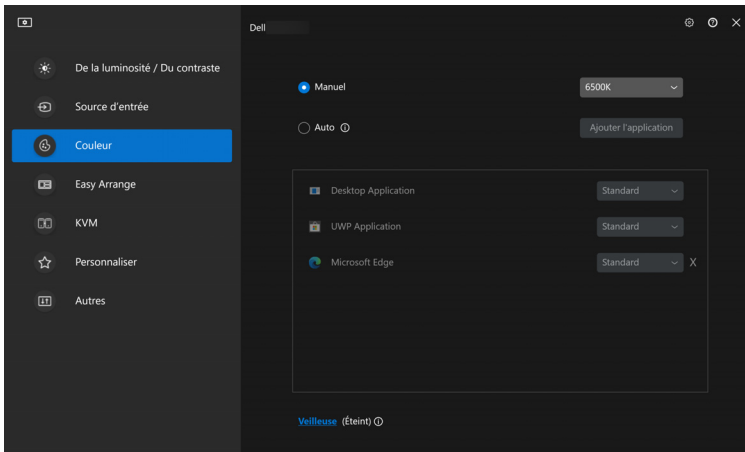 Dell
De la luminosité / Du contraste
Source d'entrée
Couleur
Easy Arrange
KVM
Personnaliser
Autres
Manuel
6500K
Auto
Ajouter l'application
Desktop Application
Standard
UWP Application
Standard
Microsoft Edge
Standard
X
Veilleuse (Éteint)